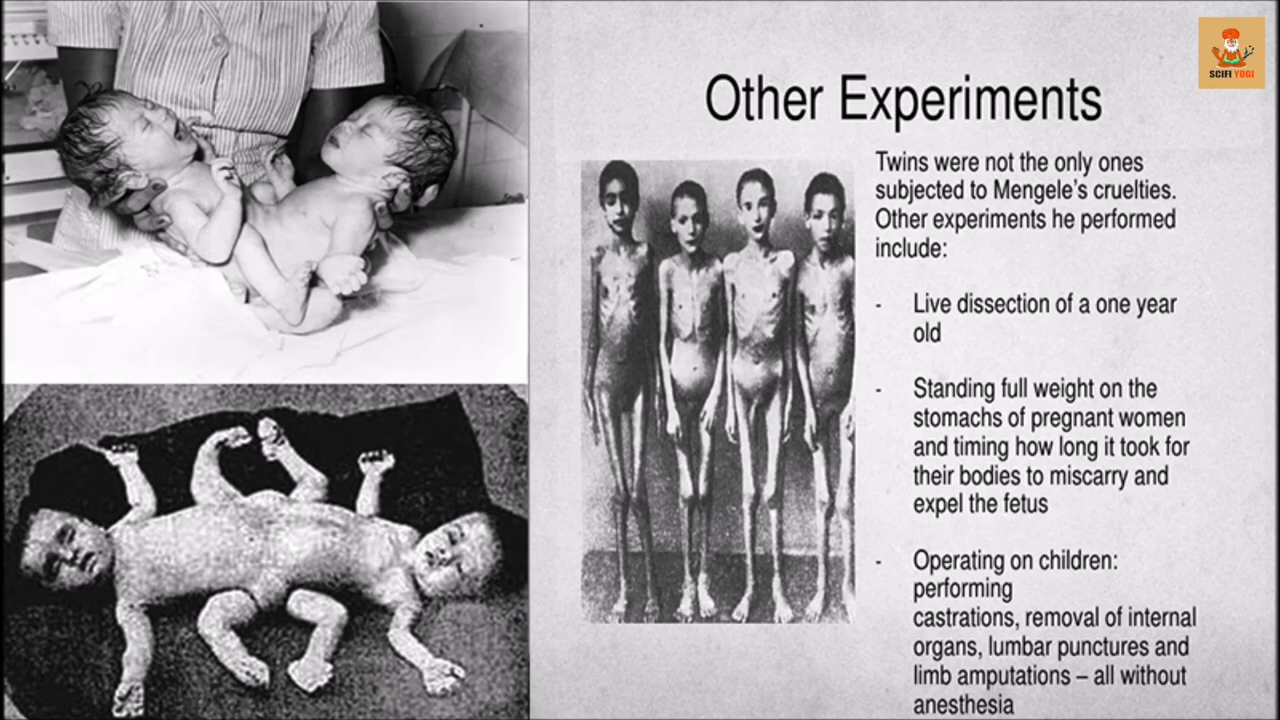 SCIFI YOGI
Other Experiments
Twins were not the only ones
subjected to Mengele’s cruelties.
Other experiments he performed
include:
- Live dissection of a one year
old
- Standing full weight on the
stomachs of pregnant women
and timing how long it took for
their bodies to miscarry and
expel the fetus
- Operating on children:
performing
castrations, removal of internal
organs, lumbar punctures and
limb amputations – all without
anesthesia